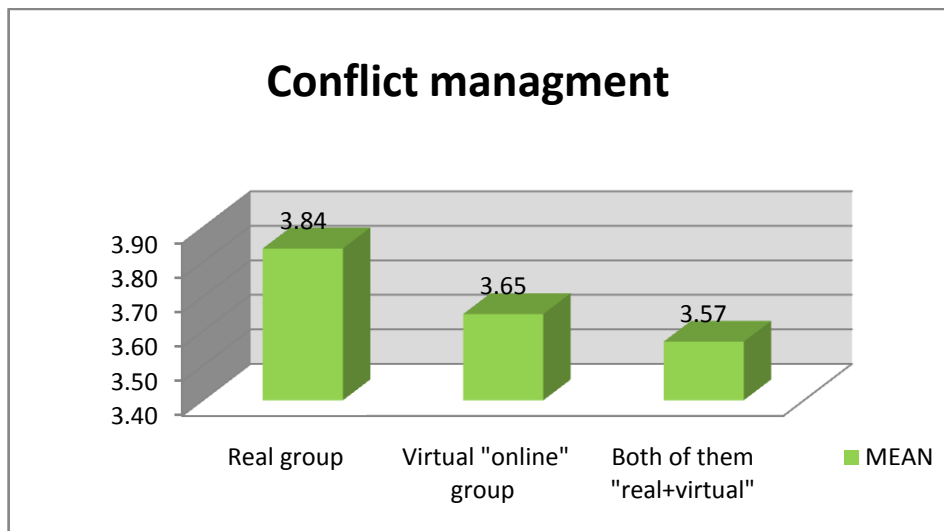 Conflict managment
3.84
3.65
3.57
3.90
3.80
3.70
3.60
3.50
3.40
Real group
Virtual "online"
group
Both of them
"real+virtual"
MEAN